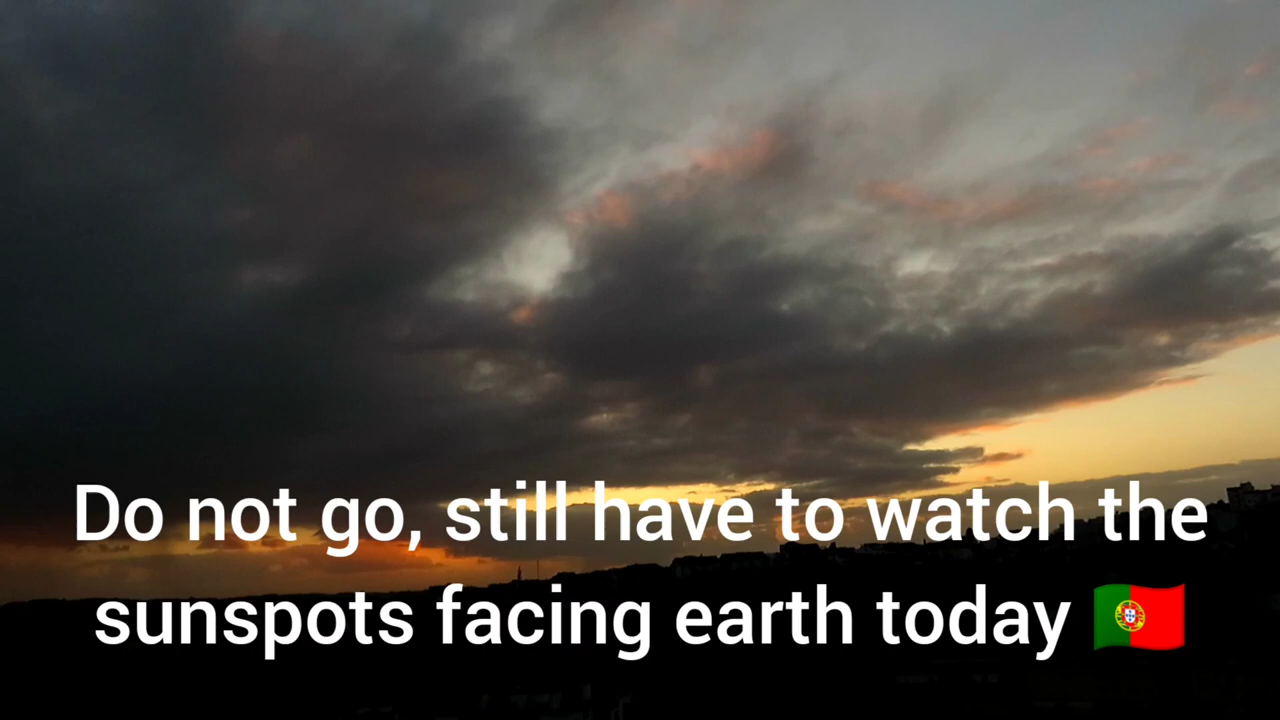 Do not go, still have to watch the
sunspots facing earth today 🇵🇹